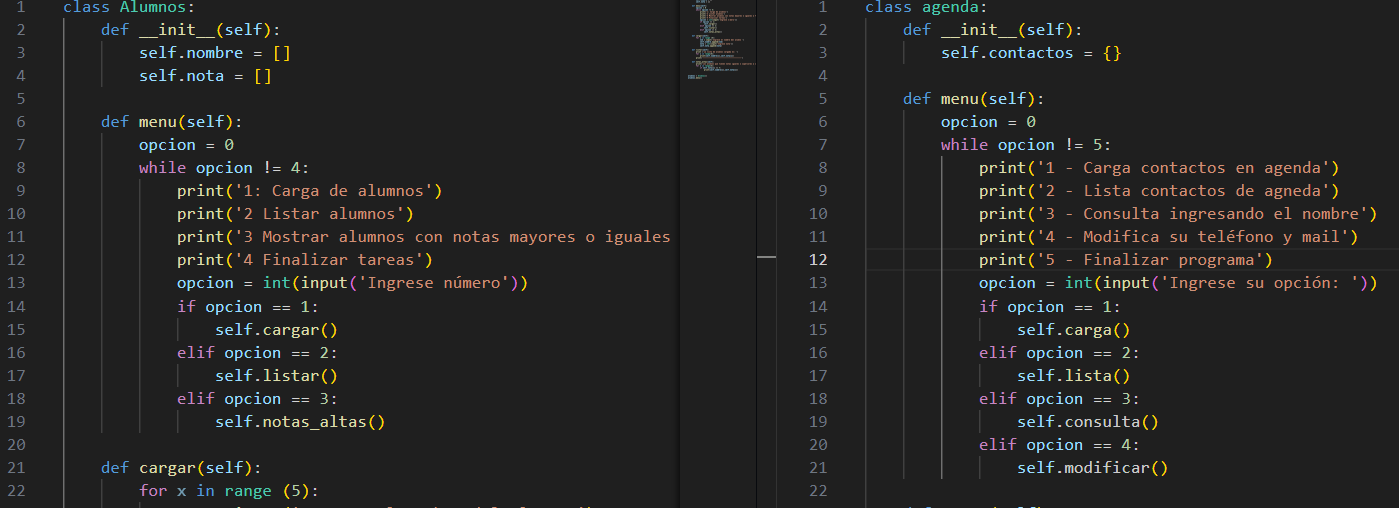 1 class Alumnos:
2 def __init__(self):
3 self.nombre = []
4 self.nota = []
5
6 def menu(self):
7 opcion = 0
8 while opcion != 4:
9 print('1: Carga de alumnos')
10 print('2 Listar alumnos')
11 print('3 Mostrar alumnos con notas mayores o iguales
12 print('4 Finalizar tareas')
13 opcion = int(input('Ingrese número'))
14 if opcion == 1:
15 self.cargar()
16 elif opcion == 2:
17 self.listar()
18 elif opcion == 3:
19 self.notas_altas()
20
21 def cargar(self):
22 for x in range (5):
1 class agenda:
2 def __init__(self):
3 self.contactos = {}
4
5 def menu(self):
6 opcion = 0
7 while opcion != 5:
8 print('1 - Carga contactos en agenda')
9 print('2 - Lista contactos de agneda')
10 print('3 - Consulta ingresando el nombre')
11 print('4 - Modifica su teléfono y mail')
12 print('5 - Finalizar programa')
13 opcion = int(input('Ingrese su opción: '))
14 if opcion == 1:
15 self.carga()
16 elif opcion == 2:
17 self.lista()
18 elif opcion == 3:
19 self.consulta()
20 elif opcion == 4:
21 self.modificar()
22